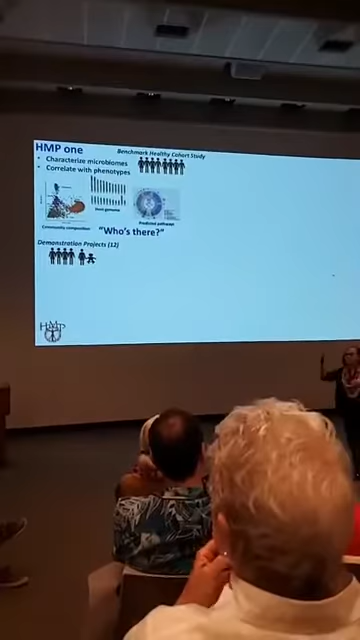 HMP one
Benchmark Healthy Cohort Study
• Characterize microbiomes
• Correlate with phenotypes
Community composition
Predicted pathways
"Who's there?"
Demonstration Projects (12)
HMP